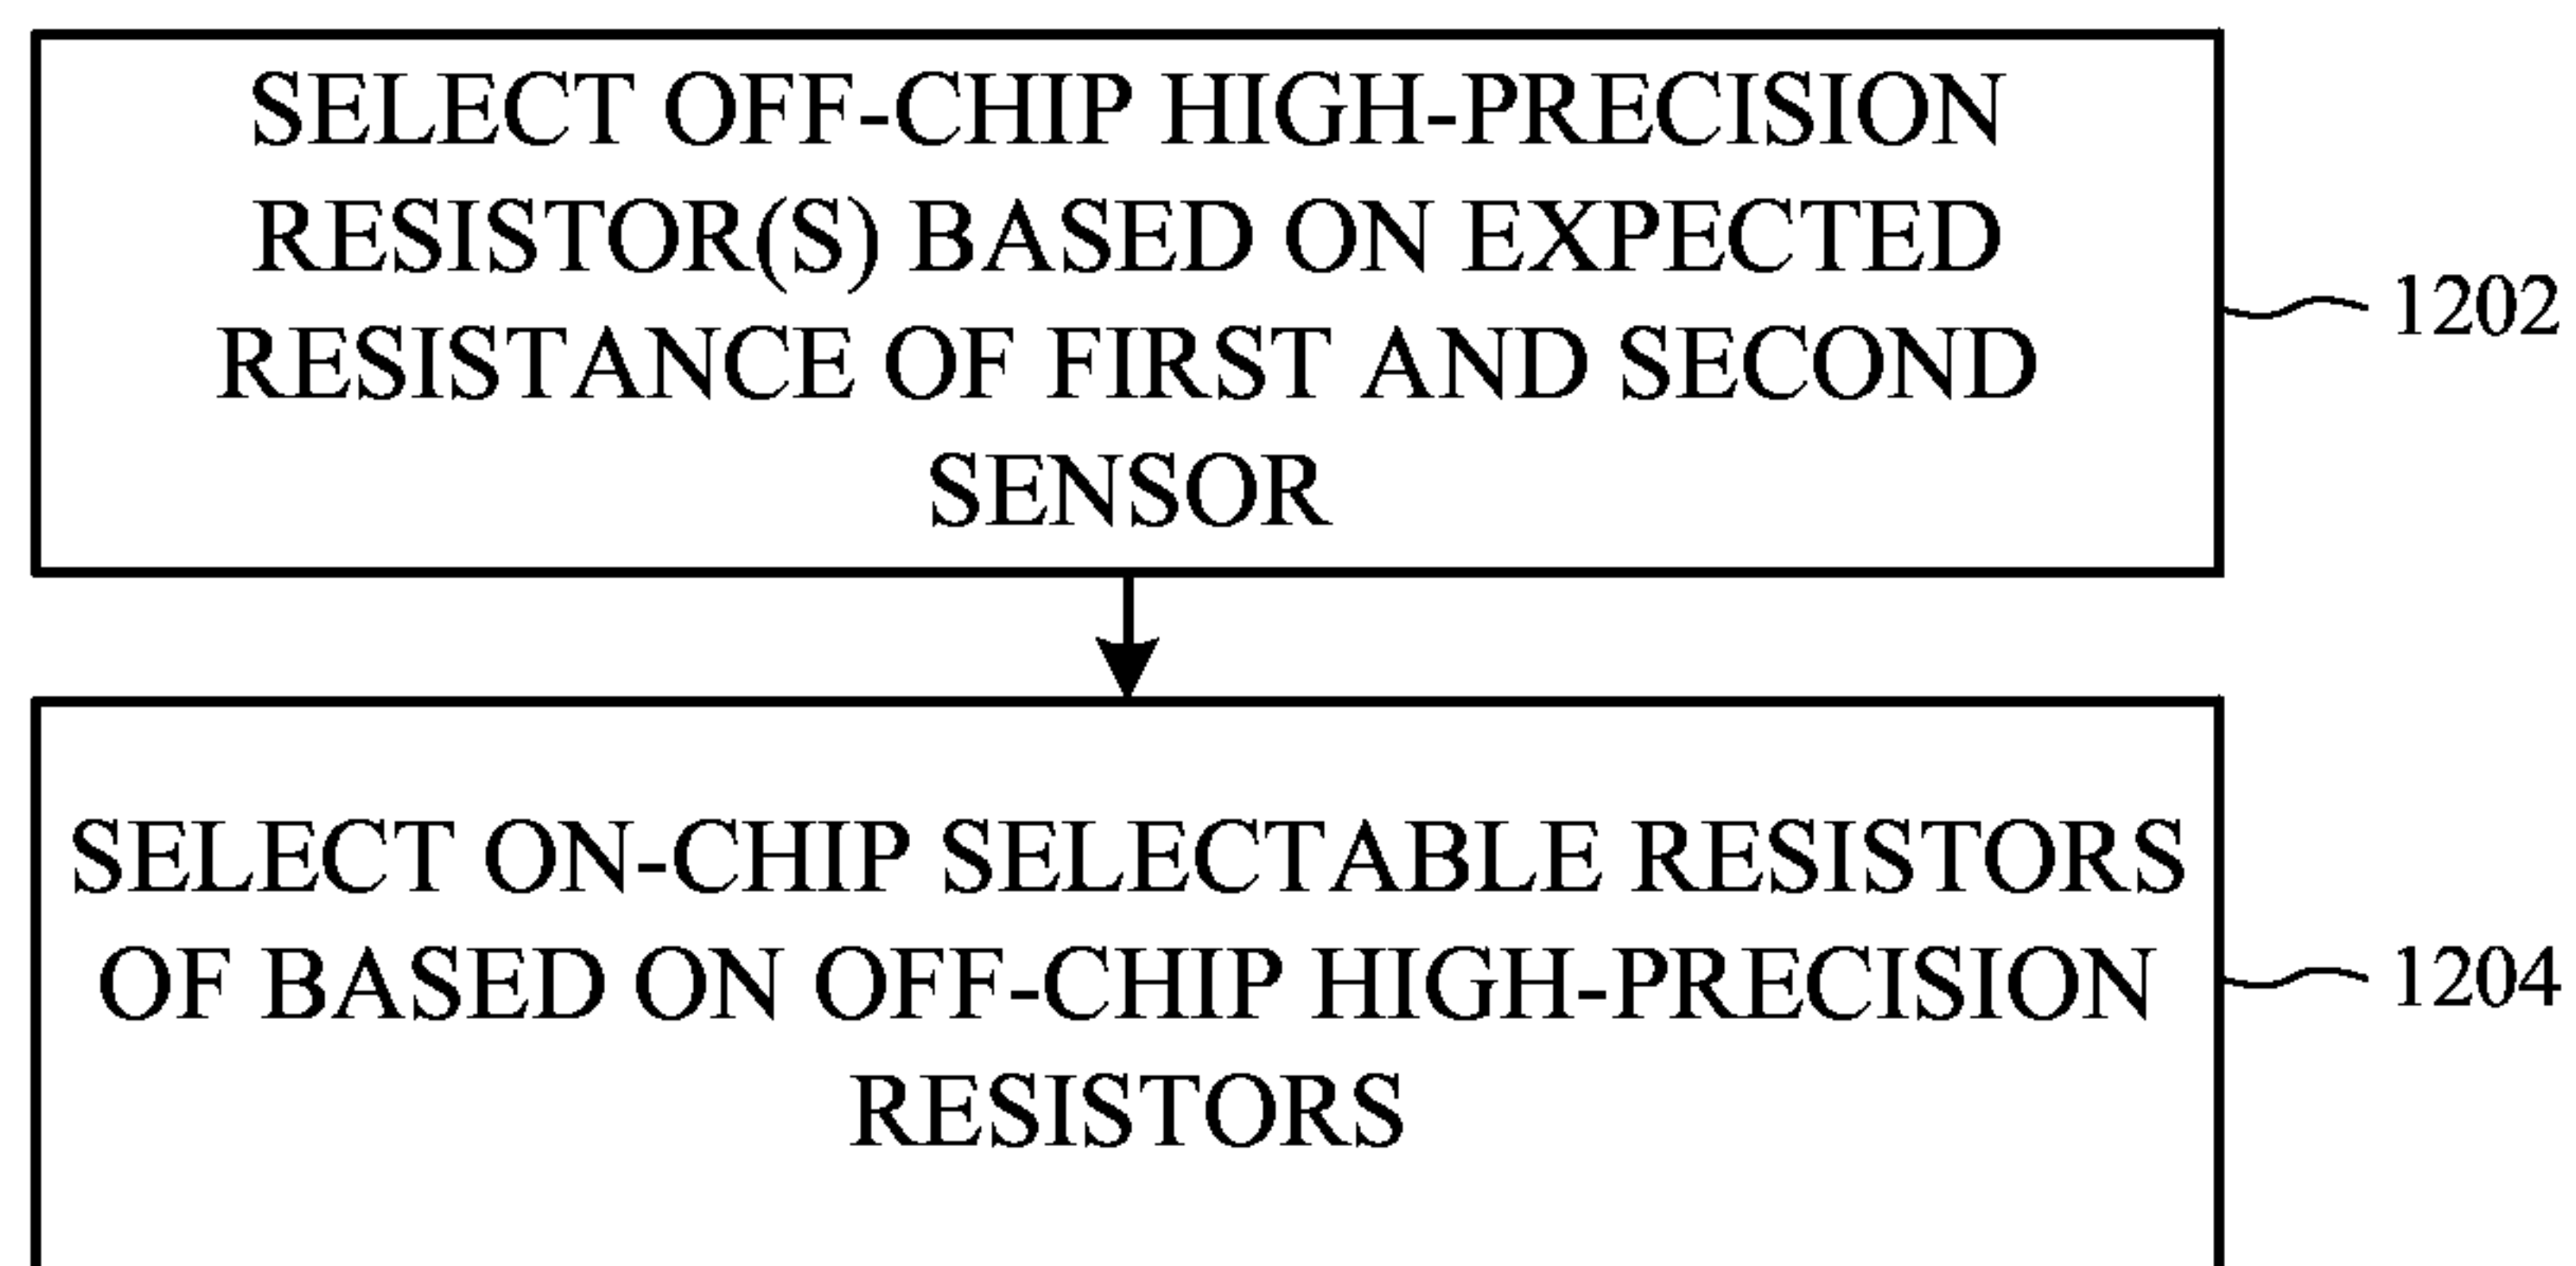 SELECT OFF-CHIP HIGH-PRECISION
RESISTOR(S) BASED ON EXPECTED
RESISTANCE OF FIRST AND SECOND
SENSOR
1202
SELECT ON-CHIP SELECTABLE RESISTORS
OF BASED ON OFF-CHIP HIGH-PRECISION
RESISTORS
1204